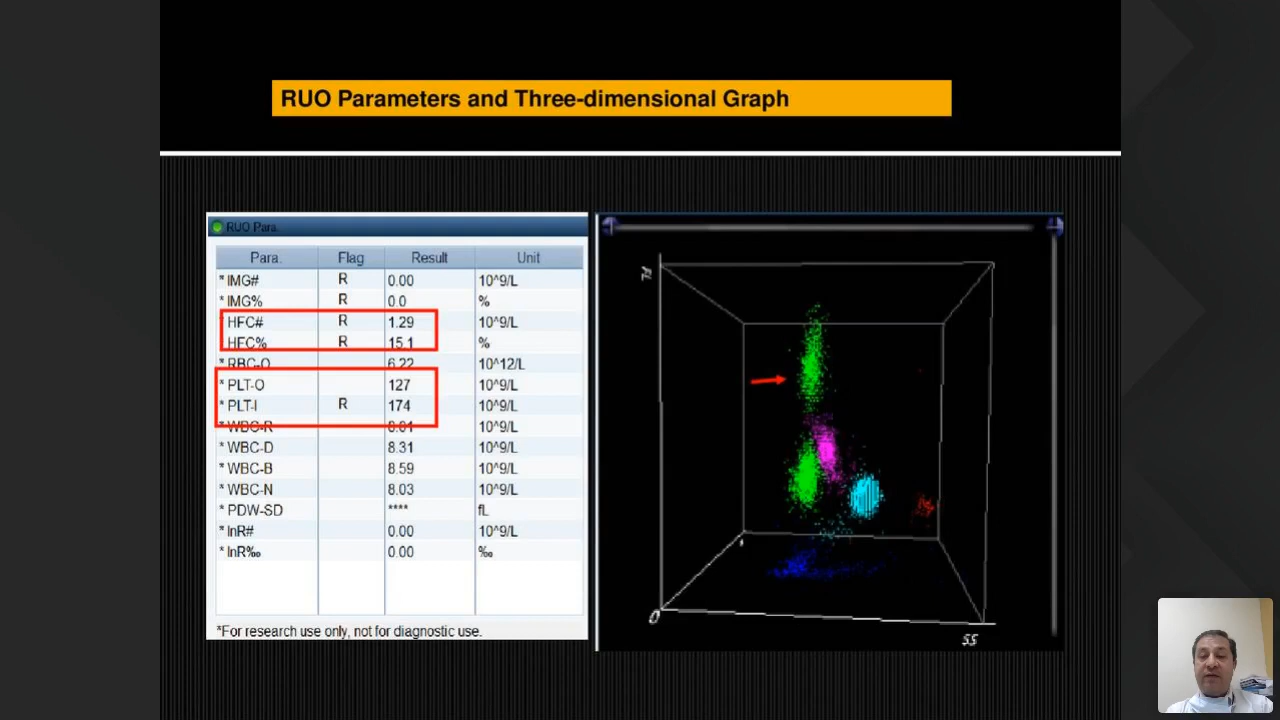 RUO Parameters and Three-dimensional Graph
RUO Para.
Para. Flag Result Unit
* IMG# R 0.00 10^9/L
* IMG% R 0.0 %
HFC# R 1.29 10^9/L
HFC% R 15.1 %
* RBC-O 6.22 10^12/L
* PLT-O 127 10^9/L
* PLT-I R 174 10^9/L
* WBC-R 10^9/L
* WBC-D 8.31 10^9/L
* WBC-B 8.59 10^9/L
* WBC-N 8.03 10^9/L
* PDW-SD **** fL
* InR# 0.00 10^9/L
* InR‰ 0.00 ‰
*For research use only, not for diagnostic use.
FL
0
SS